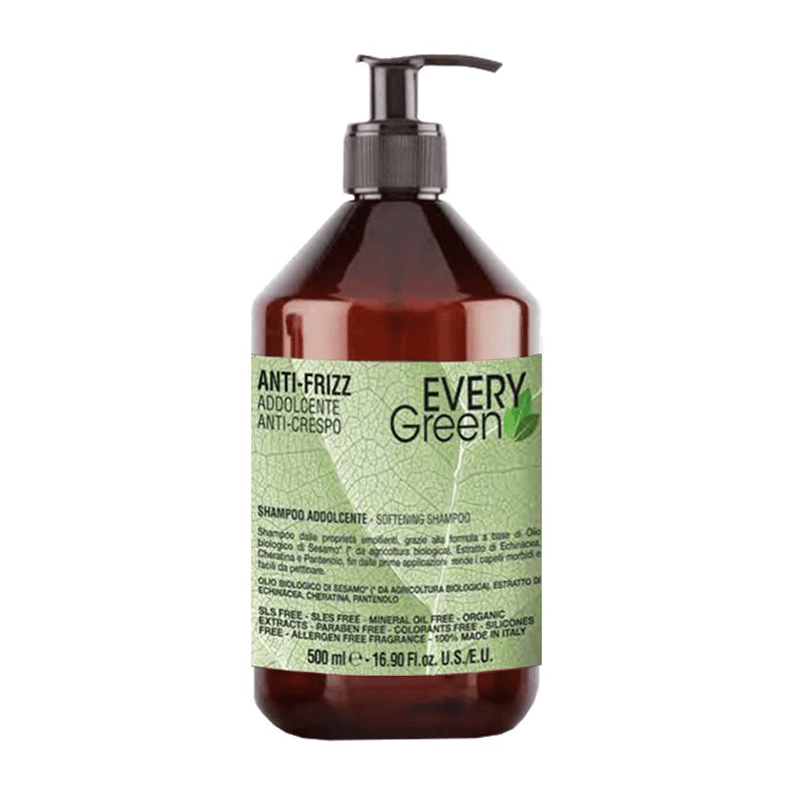 ANTI-FRIZZ
ADDOLCENTE
ANTI-CRESPO
EVERY
Green
SHAMPOO ADDOLCENTE - SOFTENING SHAMPOO
Shampoo dalle proprietà emollienti, grazie alla formula a base di Olio
biologico di Sesamo* (* da agricoltura biologica), Estratto di Echinacea,
Cheratina e Pantenolo, fin dalle prime applicazioni rende i capelli morbidi e
facili da pettinare.
OLIO BIOLOGICO DI SESAMO* (* DA AGRICOLTURA BIOLOGICA), ESTRATTO DI
ECHINACEA, CHERATINA, PANTENOLO
SLS FREE - SLES FREE - MINERAL OIL FREE - ORGANIC
EXTRACTS - PARABEN FREE - COLORANTS FREE - SILICONES
FREE - ALLERGEN FREE FRAGRANCE - 100% MADE IN ITALY
500 ml ℮ - 16.90 Fl.oz. U.S./E.U.